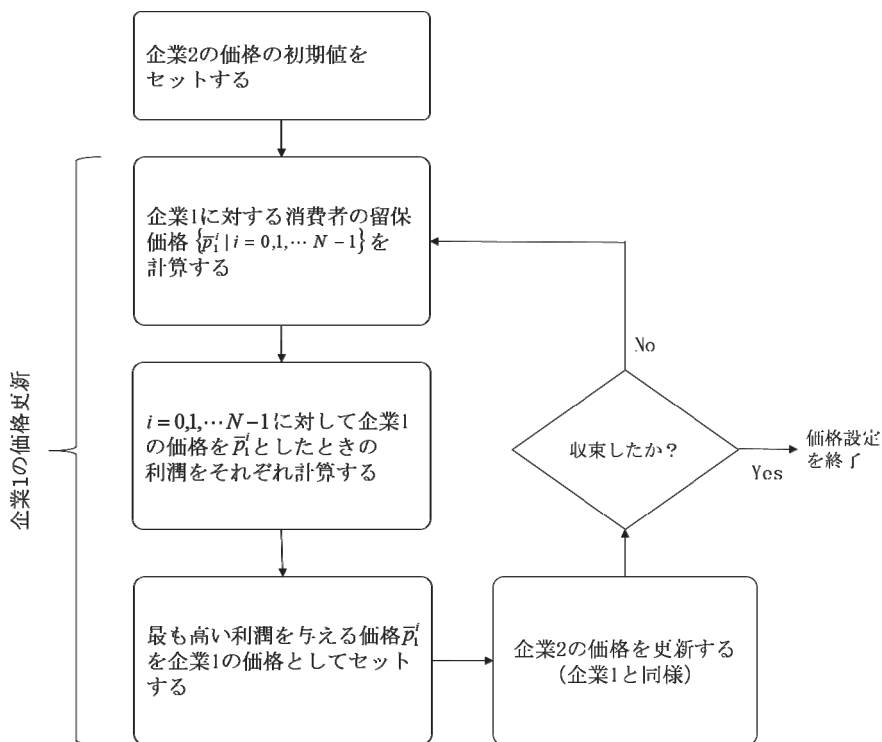 企業2の価格の初期値を
セットする
企業1に対する消費者の留保
価格 {p̅₁ⁱ | i = 0,1,⋯ N − 1} を
計算する
i = 0,1,⋯ N−1に対して企業1
の価格をp̅₁ⁱとしたときの
利潤をそれぞれ計算する
最も高い利潤を与える価格p̅₁ⁱ
を企業1の価格としてセット
する
企業1の価格更新
企業2の価格を更新する
(企業1と同様)
収束したか？
No
Yes
価格設定
を終了